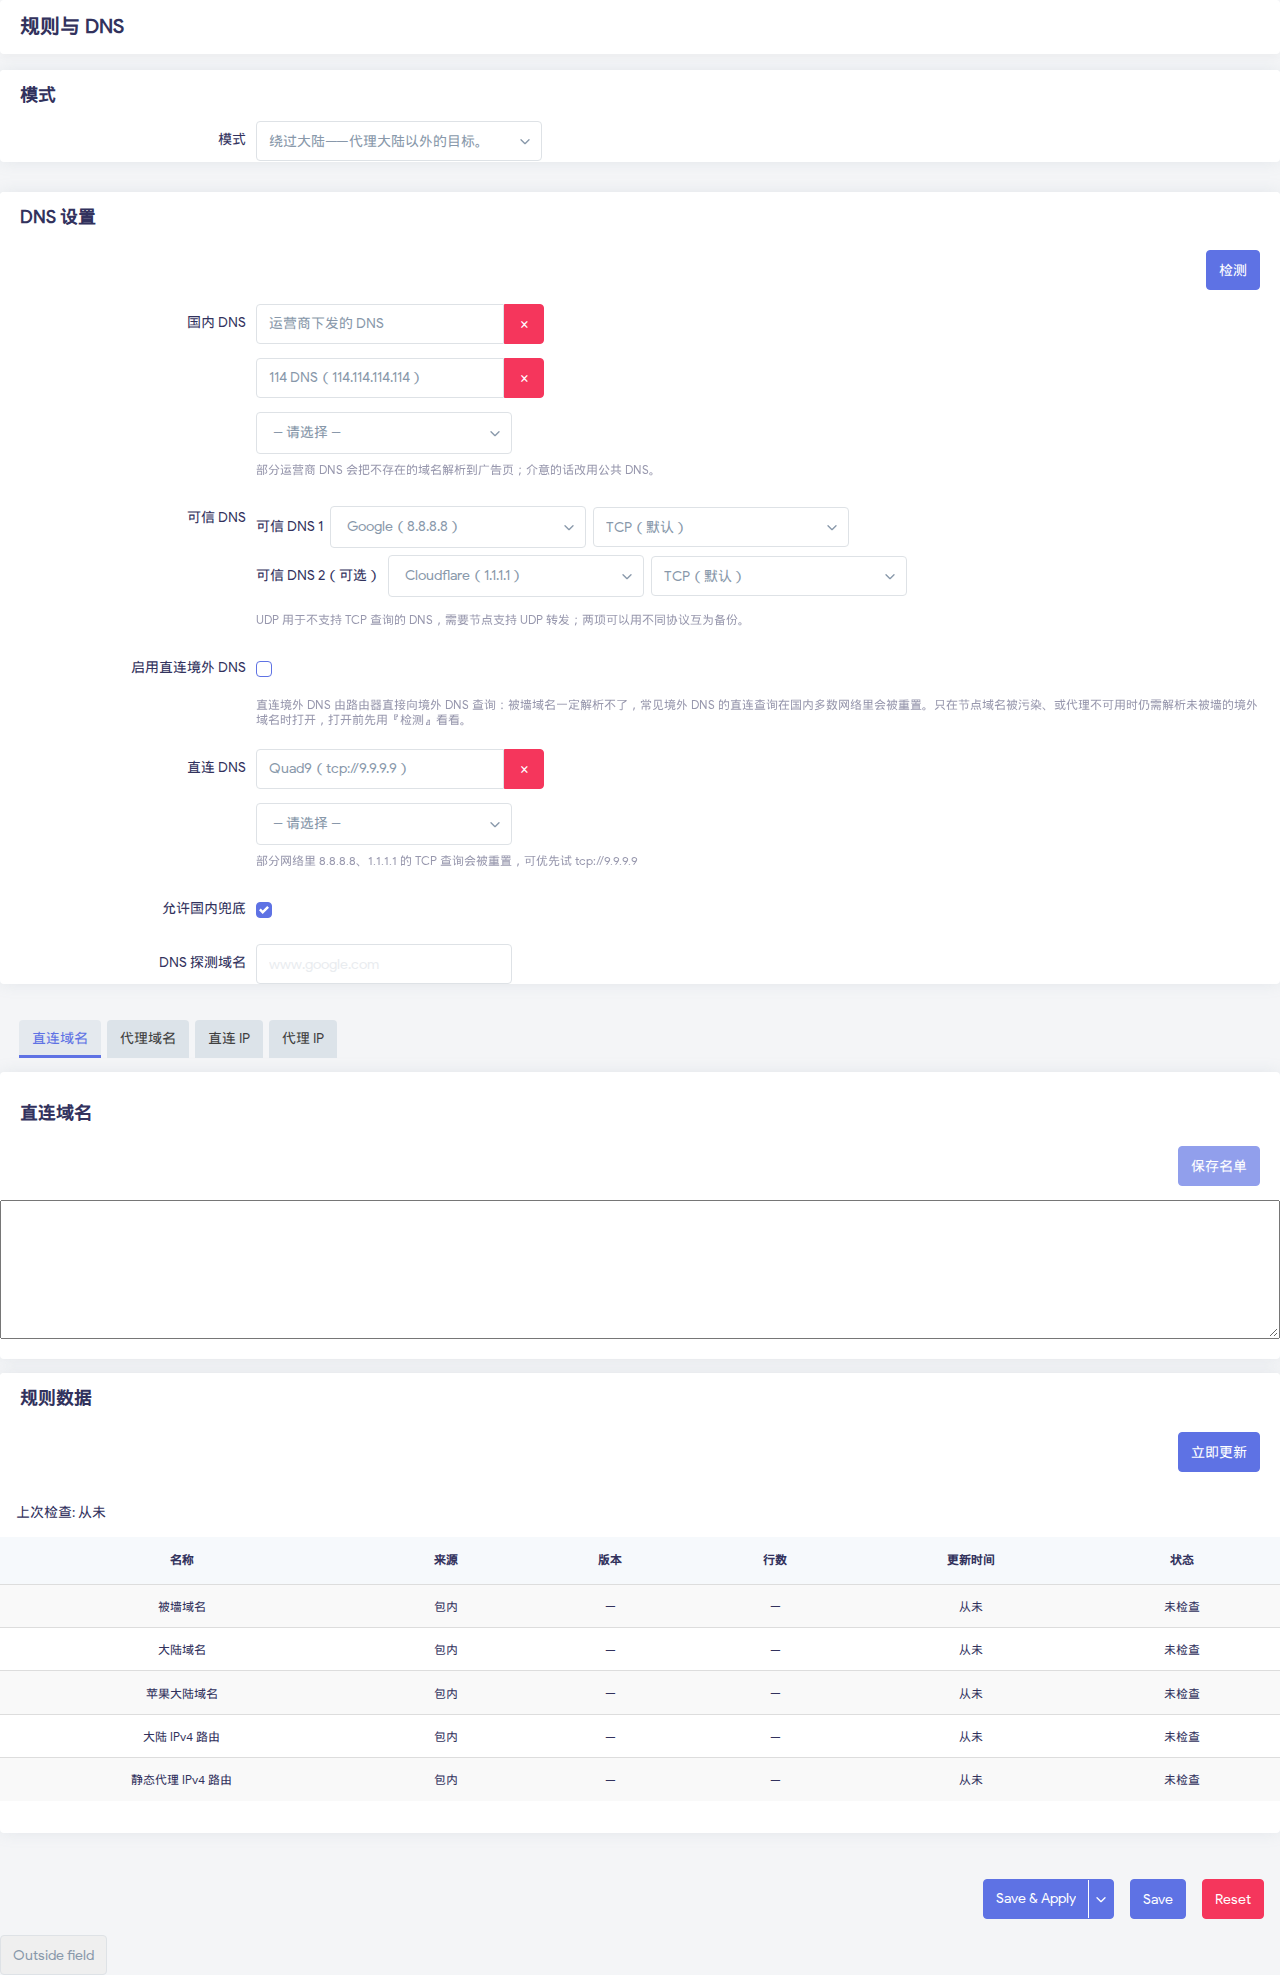 规则与 DNS
模式
模式 绕过大陆——代理大陆以外的目标。
DNS 设置
检测
国内 DNS 运营商下发的 DNS ×
114 DNS（114.114.114.114） ×
-- 请选择 --
部分运营商 DNS 会把不存在的域名解析到广告页；介意的话改用公共 DNS。
可信 DNS 可信 DNS 1 Google（8.8.8.8） TCP（默认）
可信 DNS 2（可选） Cloudflare（1.1.1.1） TCP（默认）
UDP 用于不支持 TCP 查询的 DNS，需要节点支持 UDP 转发；两项可以用不同协议互为备份。
启用直连境外 DNS
直连境外 DNS 由路由器直接向境外 DNS 查询：被墙域名一定解析不了，常见境外 DNS 的直连查询在国内多数网络里会被重置。只在节点域名被污染、或代理不可用时仍需解析未被墙的境外
域名时打开，打开前先用『检测』看看。
直连 DNS Quad9（tcp://9.9.9.9） ×
-- 请选择 --
部分网络里 8.8.8.8、1.1.1.1 的 TCP 查询会被重置，可优先试 tcp://9.9.9.9
允许国内兜底
DNS 探测域名 www.google.com
直连域名 代理域名 直连 IP 代理 IP
直连域名
保存名单
规则数据
立即更新
上次检查: 从未
名称 来源 版本 行数 更新时间 状态
被墙域名 包内 — — 从未 未检查
大陆域名 包内 — — 从未 未检查
苹果大陆域名 包内 — — 从未 未检查
大陆 IPv4 路由 包内 — — 从未 未检查
静态代理 IPv4 路由 包内 — — 从未 未检查
Save & Apply Save Reset
Outside field